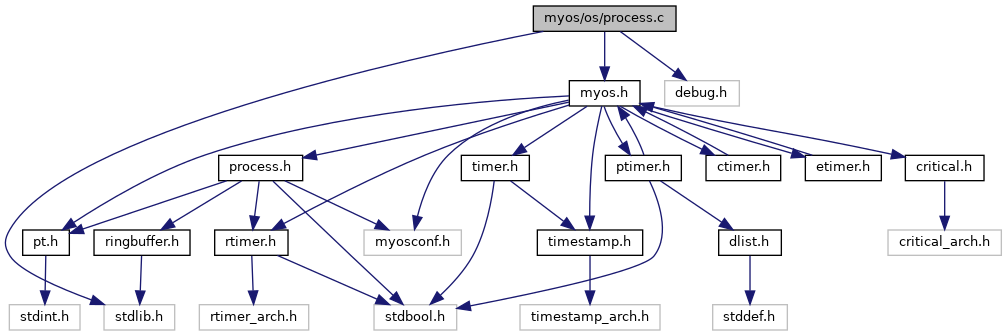 myos/os/process.c
myos.h
debug.h
process.h
timer.h
ptimer.h
ctimer.h
etimer.h
critical.h
pt.h
ringbuffer.h
rtimer.h
myosconf.h
timestamp.h
dlist.h
critical_arch.h
stdint.h
stdlib.h
rtimer_arch.h
stdbool.h
timestamp_arch.h
stddef.h